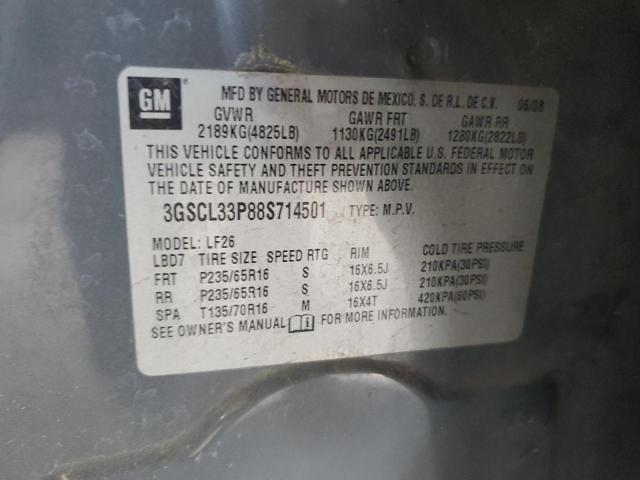 GM
MFD BY GENERAL MOTORS DE MEXICO, S. DE R.L. DE C.V. 06/08
GVWR GAWR FRT GAWR RR
2189KG(4825LB) 1130KG(2491LB) 1280KG(2822LB)
THIS VEHICLE CONFORMS TO ALL APPLICABLE U.S. FEDERAL MOTOR
VEHICLE SAFETY AND THEFT PREVENTION STANDARDS IN EFFECT ON
THE DATE OF MANUFACTURE SHOWN ABOVE.
3GSCL33P88S714501 TYPE: M.P.V.
MODEL: LF26
LBD7 TIRE SIZE SPEED RTG RIM COLD TIRE PRESSURE
FRT P235/65R16 S 16X6.5J 210KPA(30PSI)
RR P235/65R16 S 16X6.5J 210KPA(30PSI)
SPA T135/70R16 M 16X4T 420KPA(60PSI)
SEE OWNER'S MANUAL i FOR MORE INFORMATION.